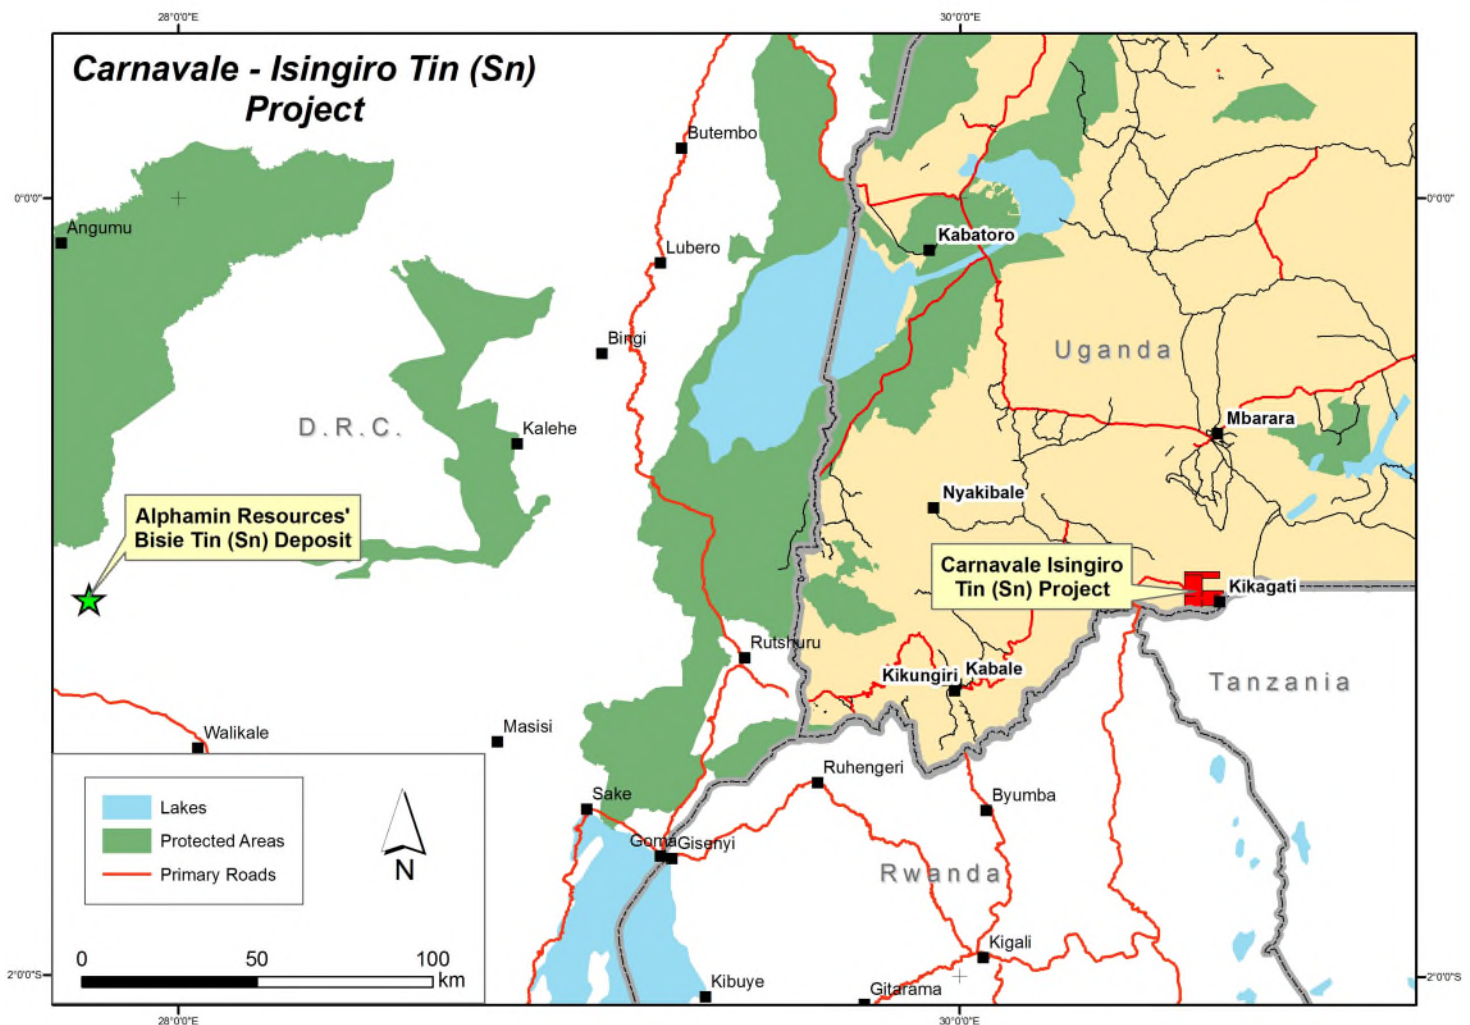 28°0'0"E
30°0'0"E
Carnavale - Isingiro Tin (Sn)
Project
Butembo
0°0'0"
0°0'0"
Angumu
Kabatoro
Lubero
Bingi
Uganda
D.R.C.
Kalehe
Mbarara
Nyakibale
Alphamin Resources'
Bisie Tin (Sn) Deposit
Carnavale Isingiro
Tin (Sn) Project
Kikagati
Rutshuru
Kikungiri
Kabale
Tanzania
Walikale
Masisi
Ruhengeri
Byumba
Sake
Lakes
Protected Areas
Primary Roads
N
Goma
Gisenyi
Rwanda
Kigali
0
50
100
km
2°0'0"S
2°0'0"S
Kibuye
Gitarama
28°0'0"E
30°0'0"E